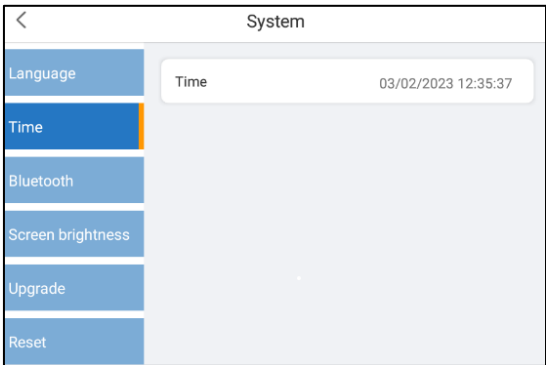 System
Language
Time
Bluetooth
Screen brightness
Upgrade
Reset
Time 03/02/2023 12:35:37